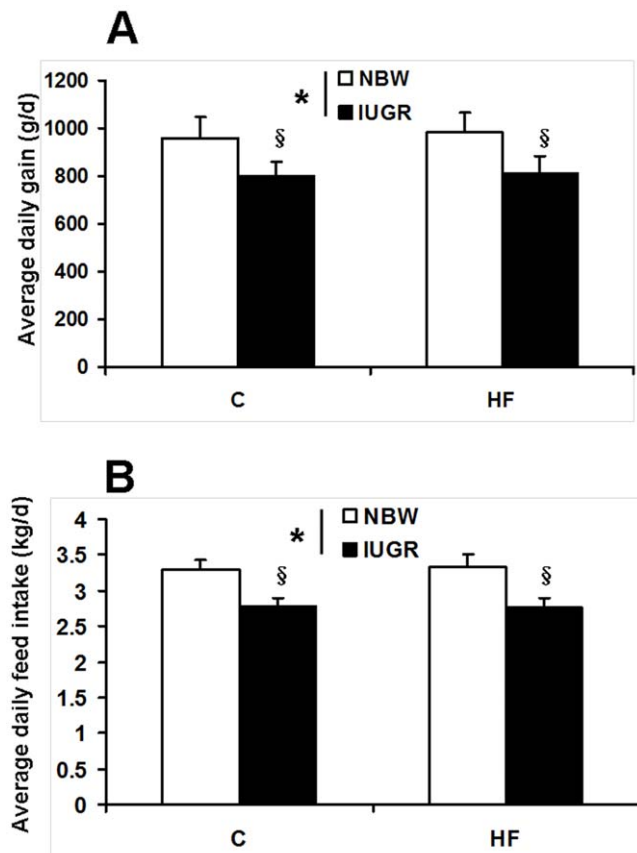 A
Average daily gain (g/d)
1200
1000
800
600
400
200
0
*
NBW
IUGR
§
§
C
HF
B
Average daily feed intake (kg/d)
4
3.5
3
2.5
2
1.5
1
0.5
0
*
NBW
IUGR
§
§
C
HF